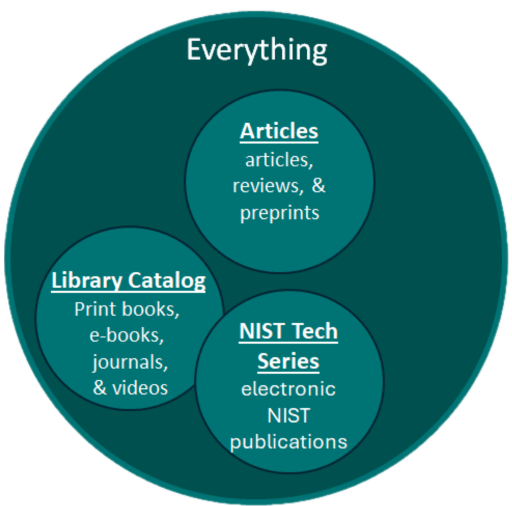 Everything
Articles
articles,
reviews, &
preprints
Library Catalog
Print books,
e-books,
journals,
& videos
NIST Tech
Series
electronic
NIST
publications